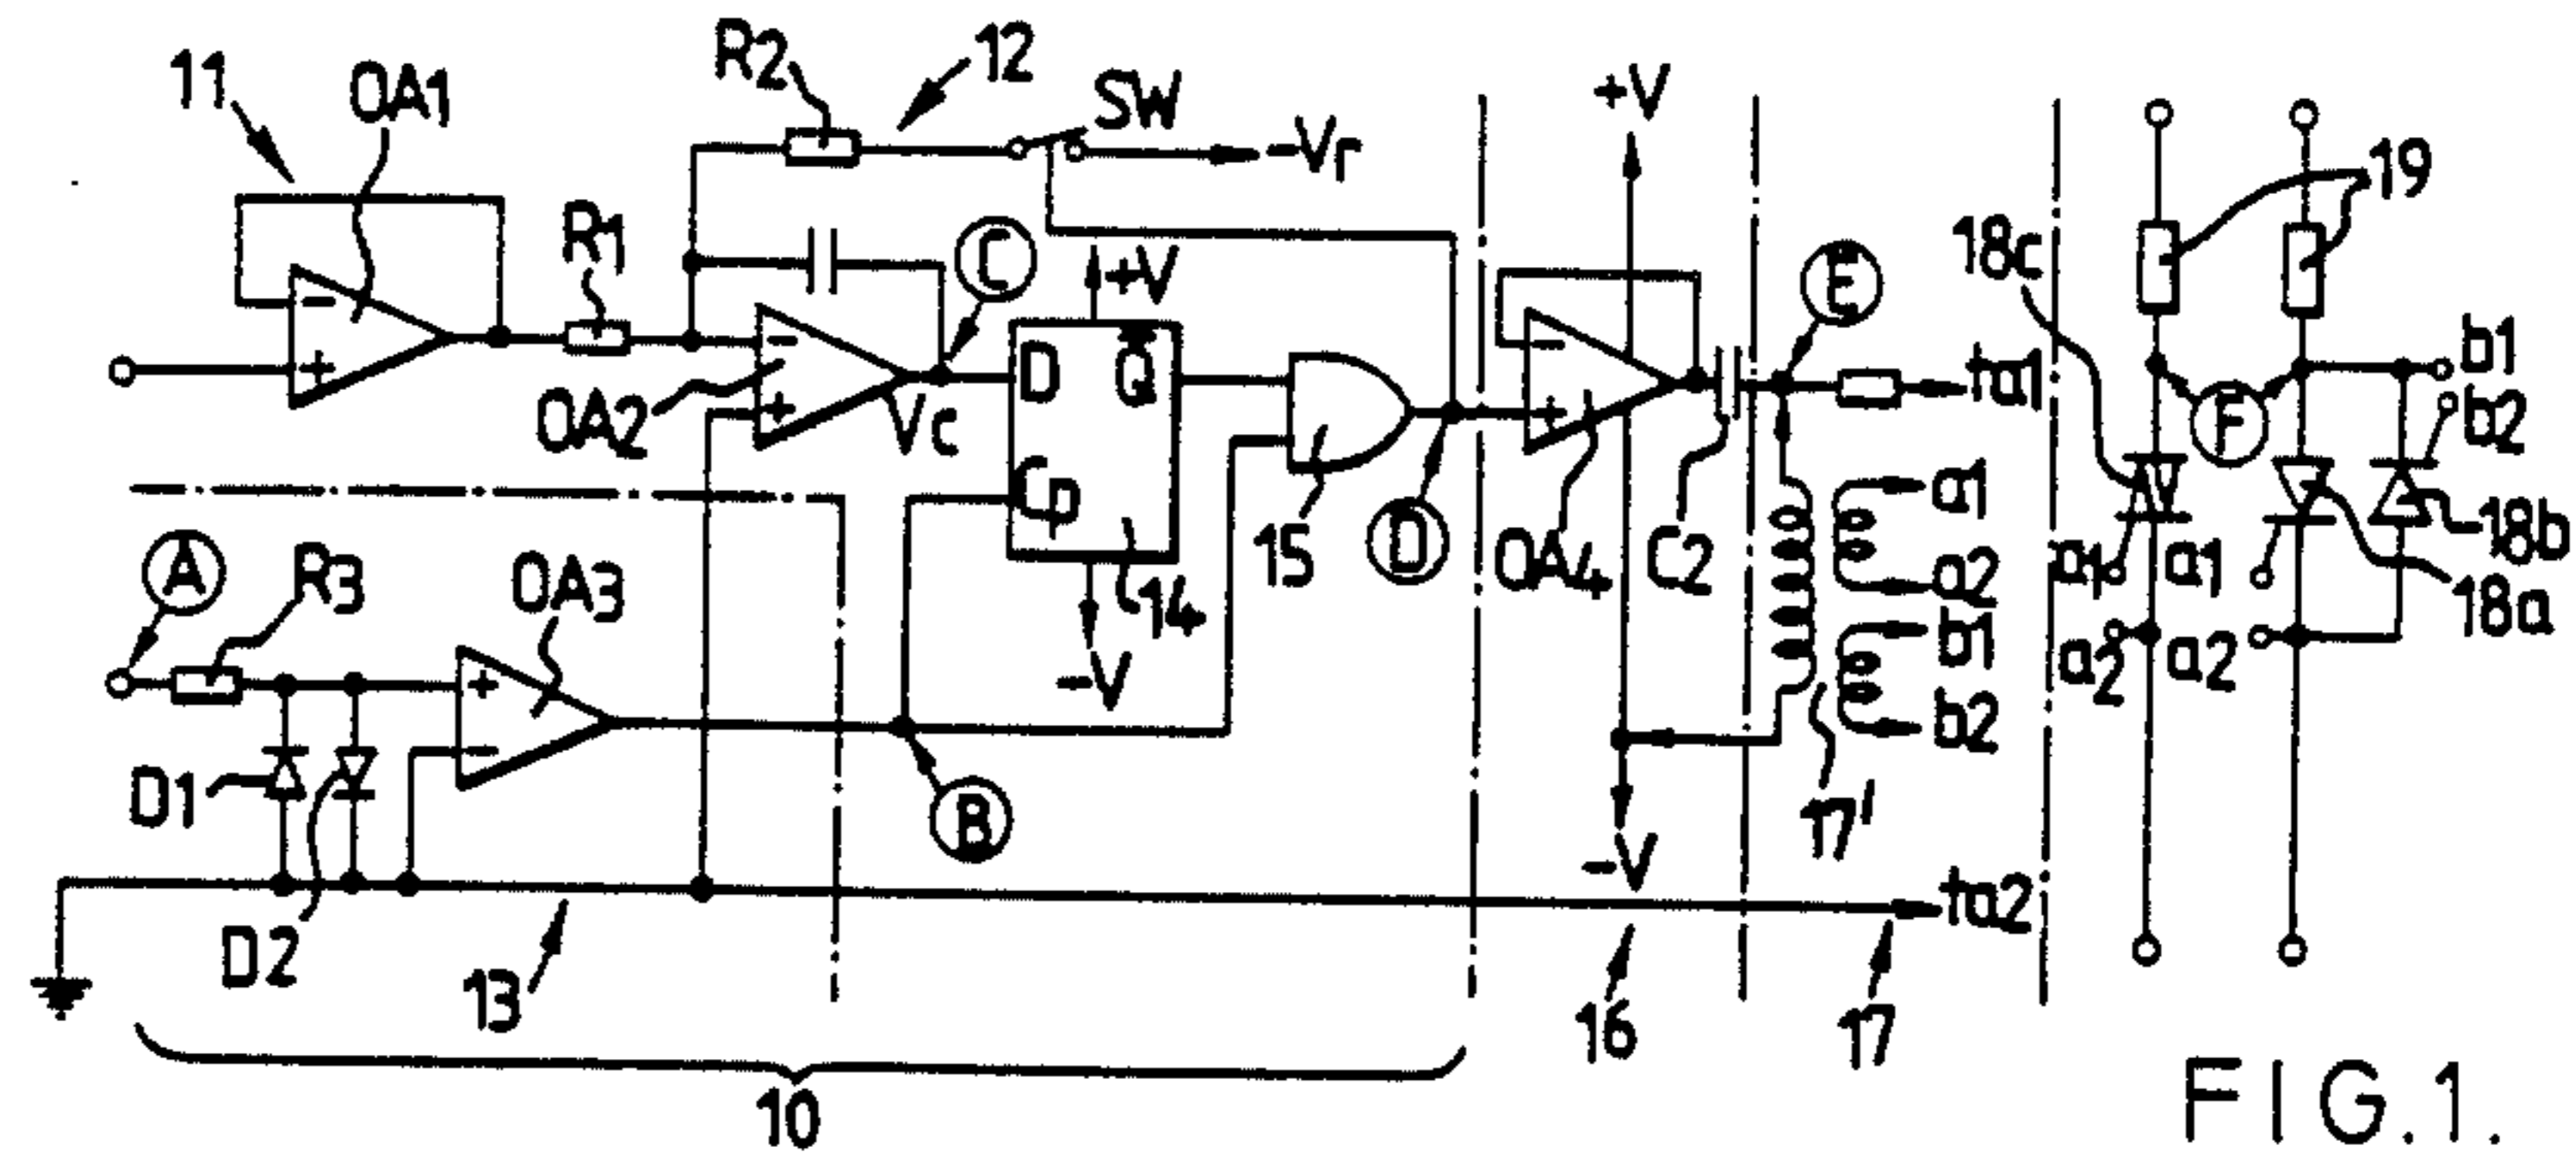 11
OA1
R2
12
SW
-Vr
+V
19
R1
C
+V
E
18c
b1
b2
ta1
D
Q̅
OA2
Vc
F
+
-
+
-
+
-
a1
a1
a2
18b
18a
Cp
A
R3
OA3
15
D
OA4
C2
14
-V
b1
b2
a1
a2
a2
+
-
D1
B
17'
-V
ta2
D2
13
16
17
10
FIG.1.